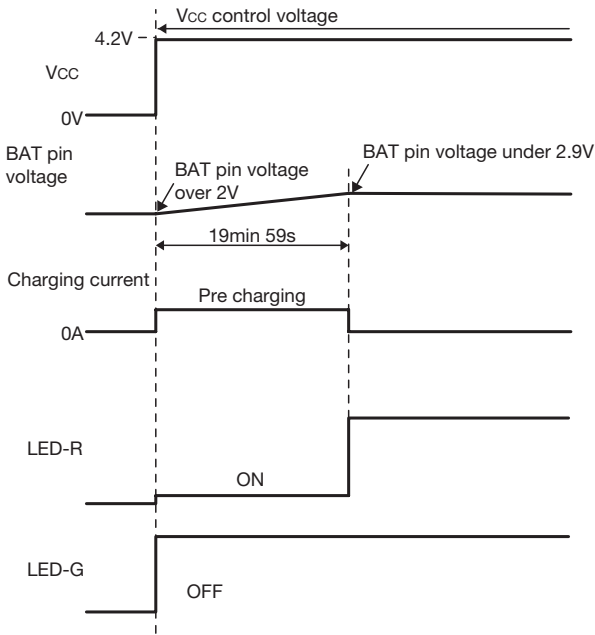 Vcc control voltage
4.2V
Vcc
0V
BAT pin
voltage
BAT pin voltage
over 2V
BAT pin voltage under 2.9V
19min 59s
Charging current
Pre charging
0A
LED-R
ON
LED-G
OFF